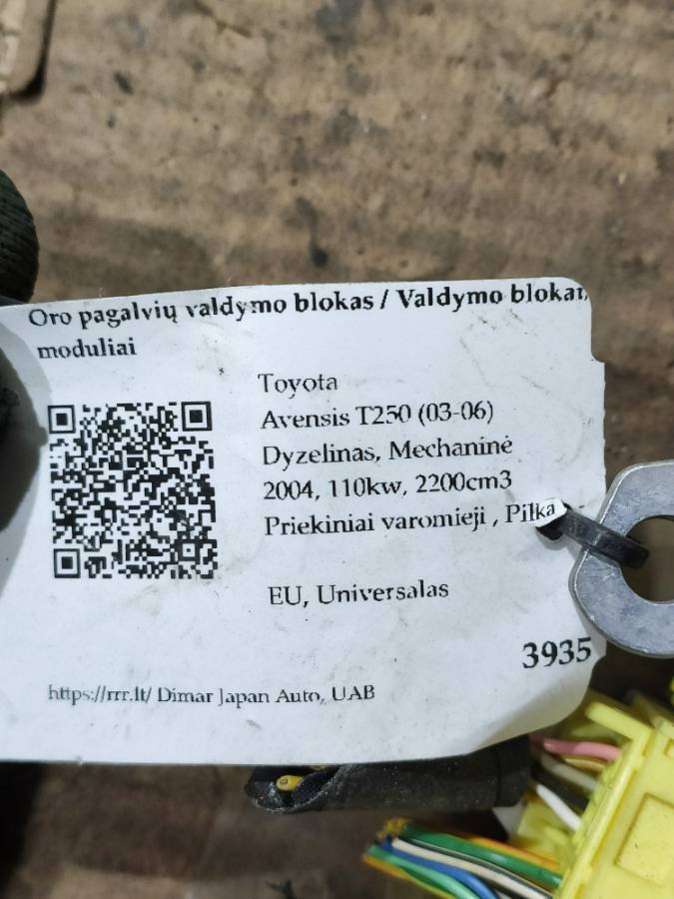 Oro pagalvių valdymo blokas / Valdymo blokai,
moduliai
Toyota
Avensis T250 (03-06)
Dyzelinas, Mechaninė
2004, 110kw, 2200cm3
Priekiniai varomieji , Pilka
EU, Universalas
3935
https://rrr.lt/ Dimar Japan Auto, UAB